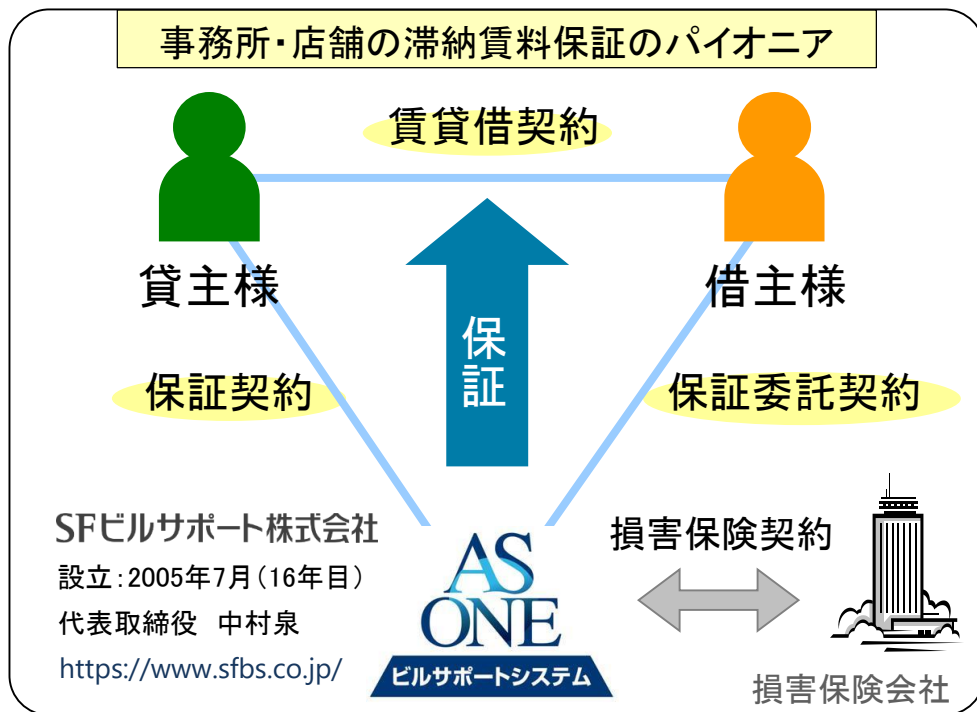 事務所・店舗の滞納賃料保証のパイオニア
賃貸借契約
貸主様
借主様
保証
保証契約
保証委託契約
SFビルサポート株式会社
設立：2005年7月（16年目）
代表取締役　中村泉
https://www.sfbs.co.jp/
AS
ONE
ビルサポートシステム
損害保険契約
損害保険会社